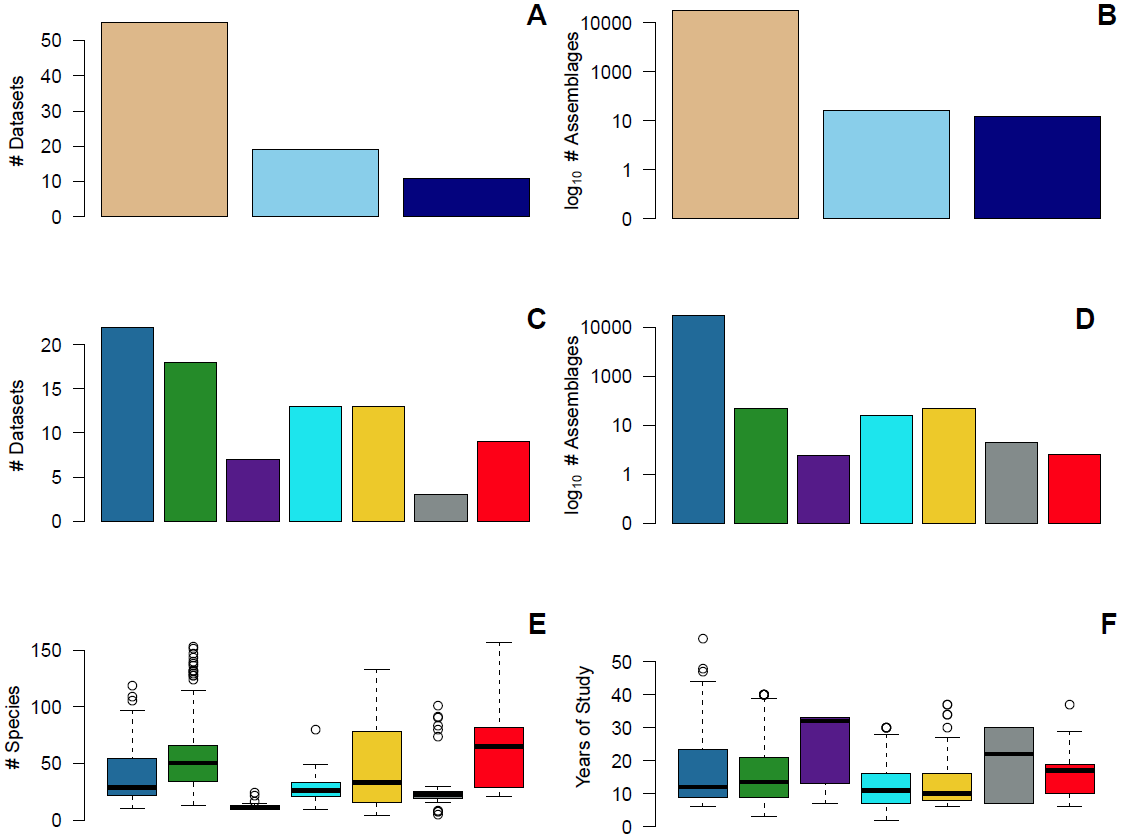 A
# Datasets
50
40
30
20
10
0
B
log₁₀ # Assemblages
10000
1000
10
1
0
C
# Datasets
20
15
10
5
0
D
log₁₀ # Assemblages
10000
1000
10
1
0
E
# Species
150
100
50
0
F
Years of Study
50
40
30
20
10
0